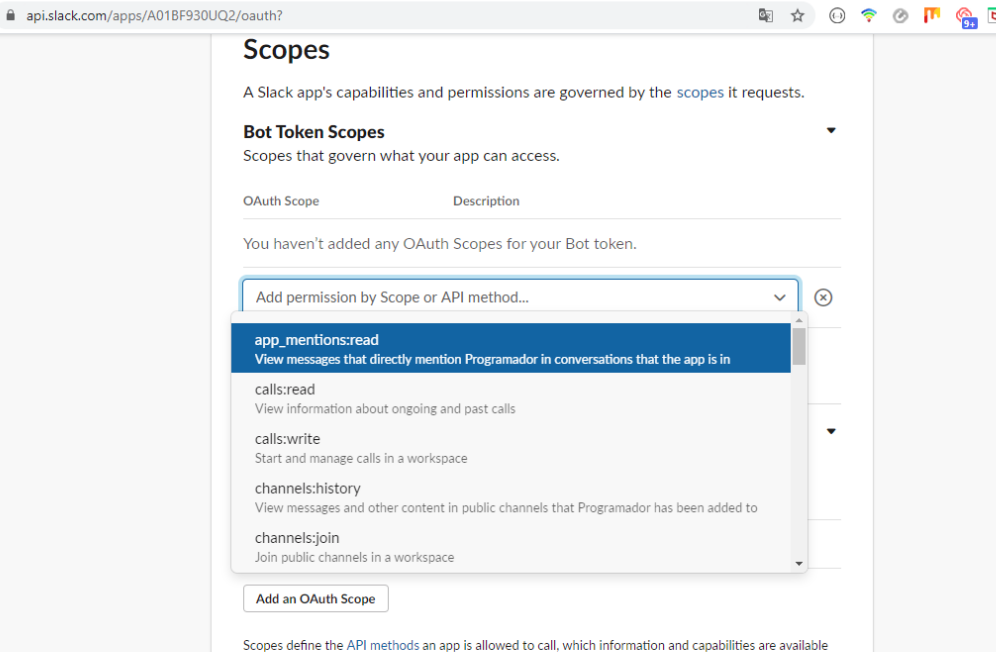 api.slack.com/apps/A01BF930UQ2/oauth?
9+
Scopes
A Slack app's capabilities and permissions are governed by the scopes it requests.
Bot Token Scopes
Scopes that govern what your app can access.
OAuth Scope Description
You haven't added any OAuth Scopes for your Bot token.
Add permission by Scope or API method...
app_mentions:read
View messages that directly mention Programador in conversations that the app is in
calls:read
View information about ongoing and past calls
calls:write
Start and manage calls in a workspace
channels:history
View messages and other content in public channels that Programador has been added to
channels:join
Join public channels in a workspace
Add an OAuth Scope
Scopes define the API methods an app is allowed to call, which information and capabilities are available